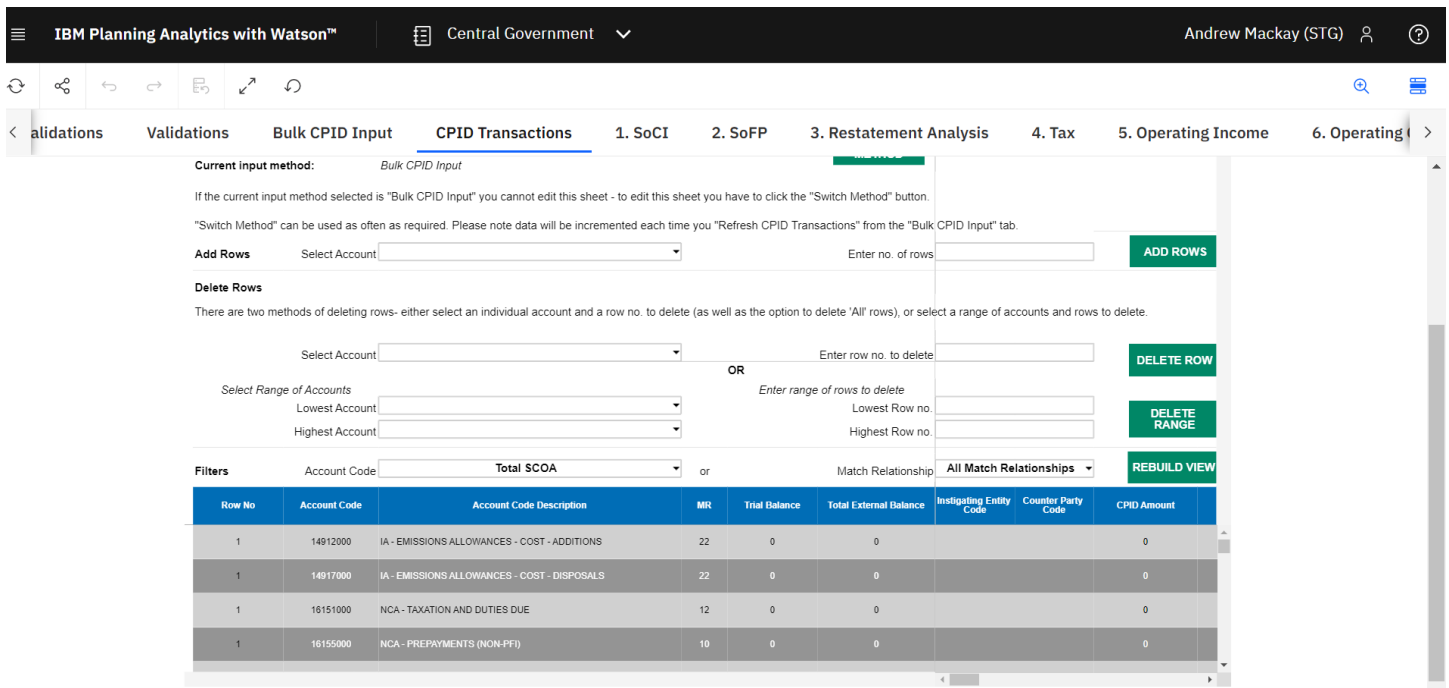 IBM Planning Analytics with Watson™ Central Government Andrew Mackay (STG)
alidations Validations Bulk CPID Input CPID Transactions 1. SoCI 2. SoFP 3. Restatement Analysis 4. Tax 5. Operating Income 6. Operating
Current input method: Bulk CPID Input
If the current input method selected is "Bulk CPID Input" you cannot edit this sheet - to edit this sheet you have to click the "Switch Method" button.
"Switch Method" can be used as often as required. Please note data will be incremented each time you "Refresh CPID Transactions" from the "Bulk CPID Input" tab.
Add Rows Select Account Enter no. of rows ADD ROWS
Delete Rows
There are two methods of deleting rows- either select an individual account and a row no. to delete (as well as the option to delete 'All' rows), or select a range of accounts and rows to delete.
Select Account Enter row no. to delete DELETE ROW
OR
Select Range of Accounts Enter range of rows to delete
Lowest Account Lowest Row no. DELETE RANGE
Highest Account Highest Row no.
Filters Account Code Total SCOA or Match Relationship All Match Relationships REBUILD VIEW
Row No Account Code Account Code Description MR Trial Balance Total External Balance Instigating Entity Code Counter Party Code CPID Amount
1 14912000 IA - EMISSIONS ALLOWANCES - COST - ADDITIONS 22 0 0 0
1 14917000 IA - EMISSIONS ALLOWANCES - COST - DISPOSALS 22 0 0 0
1 16151000 NCA - TAXATION AND DUTIES DUE 12 0 0 0
1 16155000 NCA - PREPAYMENTS (NON-PFI) 10 0 0 0